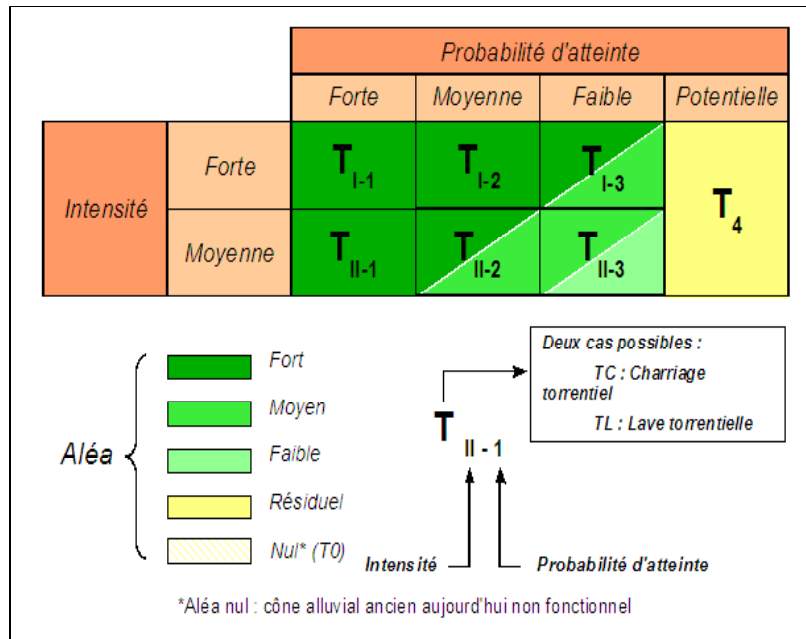 Probabilité d'atteinte
Forte Moyenne Faible Potentielle
Intensité
Forte T I-1 T I-2 T I-3
T 4
Moyenne T II-1 T II-2 T II-3
Aléa
Fort
Moyen
Faible
Résiduel
Nul* (T0)
Deux cas possibles :
TC : Charriage
torrentiel
TL : Lave torrentielle
T II - 1
Intensité Probabilité d'atteinte
*Aléa nul : cône alluvial ancien aujourd'hui non fonctionnel